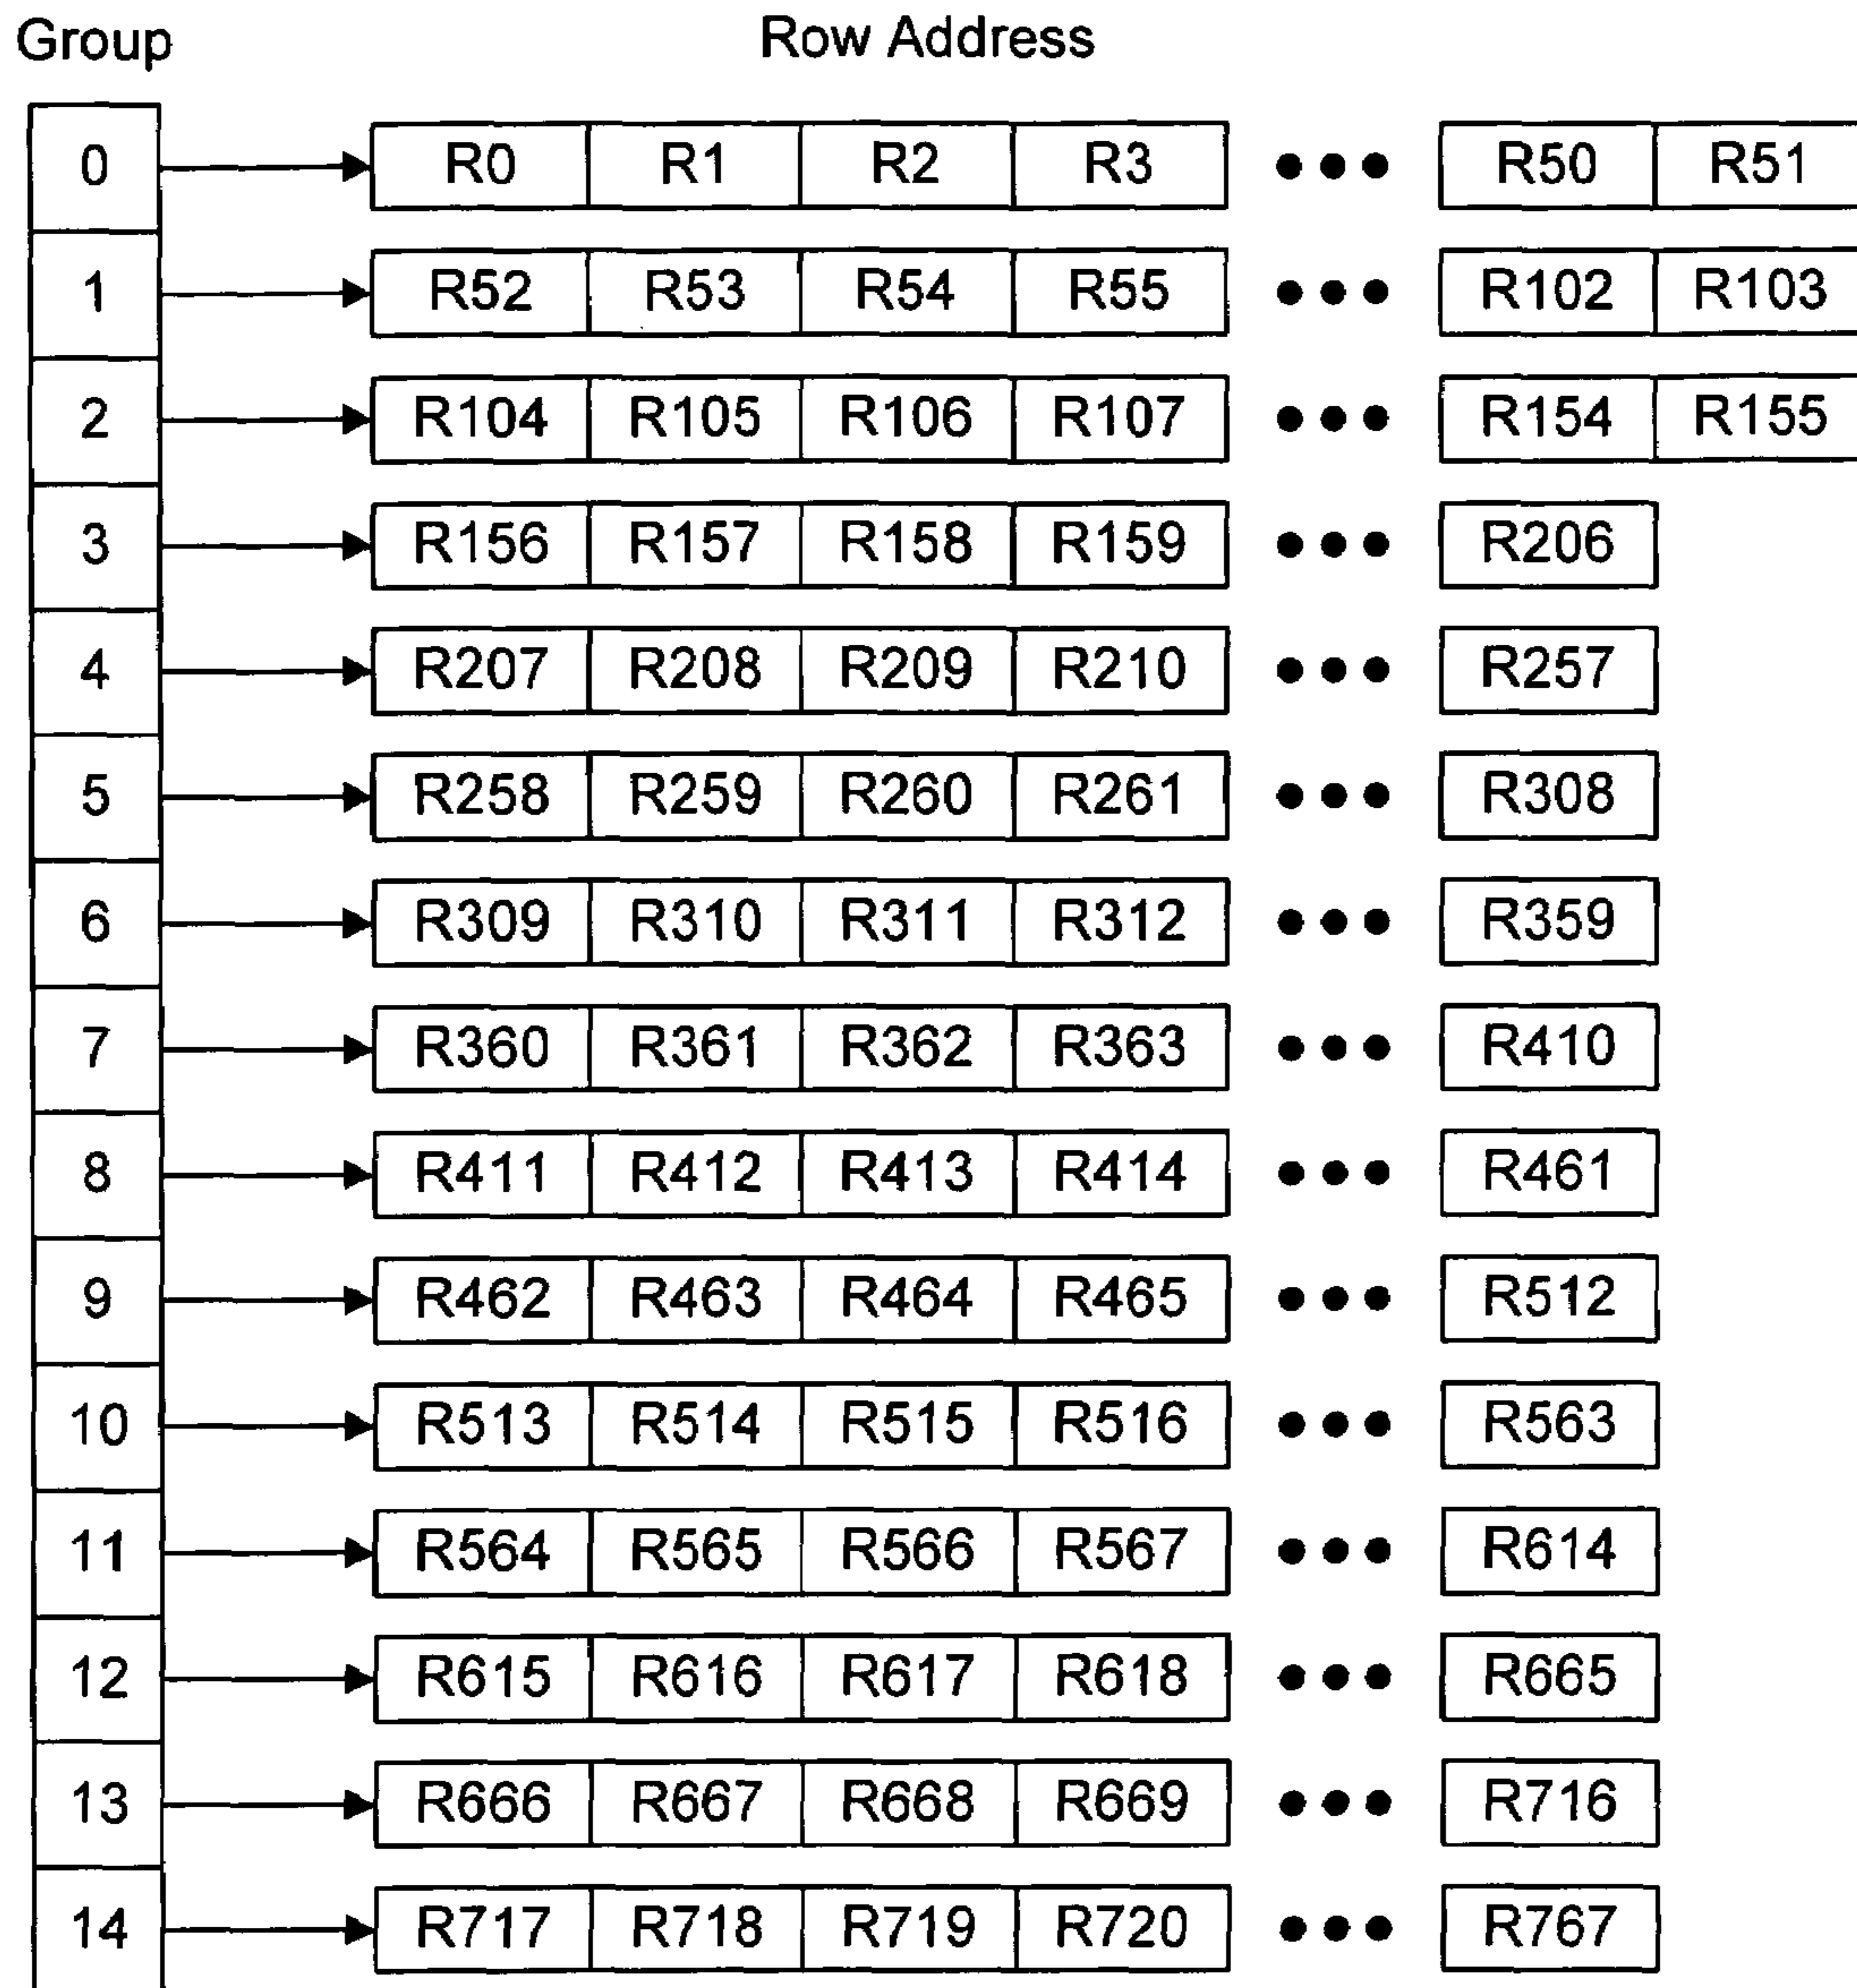 Group Row Address
0 R0 R1 R2 R3 ●●● R50 R51
1 R52 R53 R54 R55 ●●● R102 R103
2 R104 R105 R106 R107 ●●● R154 R155
3 R156 R157 R158 R159 ●●● R206
4 R207 R208 R209 R210 ●●● R257
5 R258 R259 R260 R261 ●●● R308
6 R309 R310 R311 R312 ●●● R359
7 R360 R361 R362 R363 ●●● R410
8 R411 R412 R413 R414 ●●● R461
9 R462 R463 R464 R465 ●●● R512
10 R513 R514 R515 R516 ●●● R563
11 R564 R565 R566 R567 ●●● R614
12 R615 R616 R617 R618 ●●● R665
13 R666 R667 R668 R669 ●●● R716
14 R717 R718 R719 R720 ●●● R767